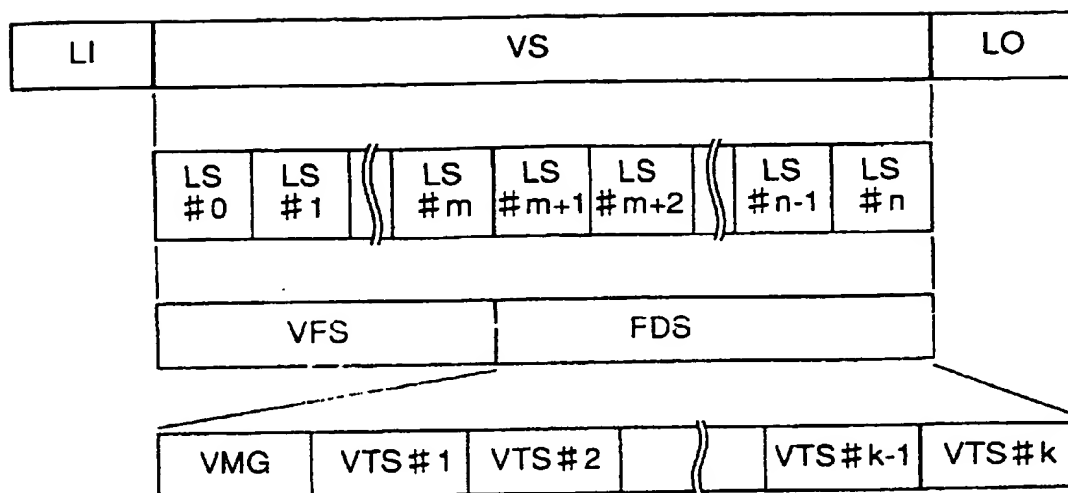 LI VS LO
LS #0 LS #1 LS #m LS #m+1 LS #m+2 LS #n-1 LS #n
VFS FDS
VMG VTS#1 VTS#2 VTS#k-1 VTS#k